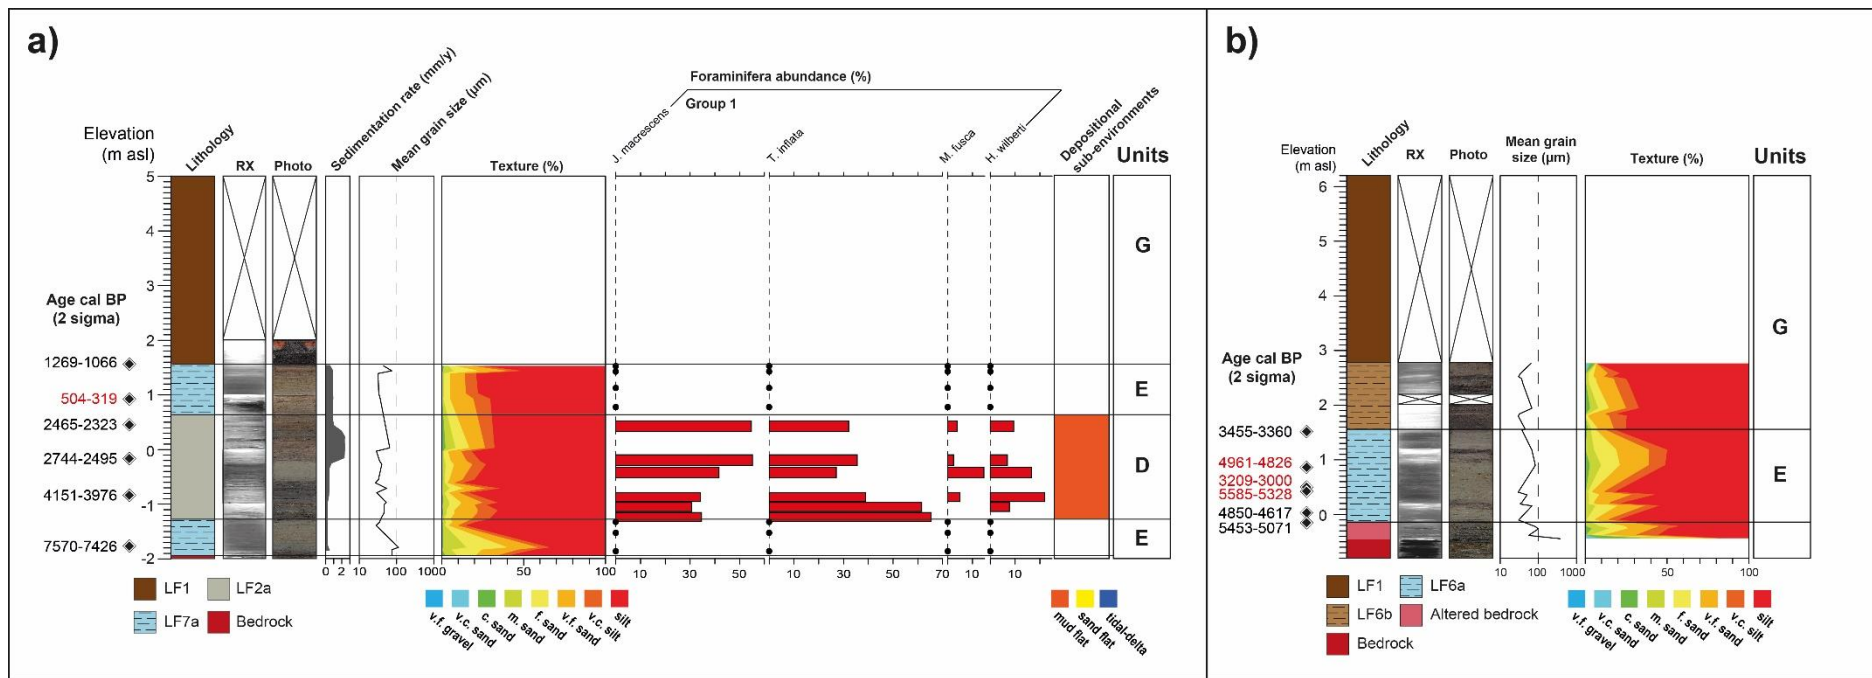 a)
Elevation
(m asl)
Lithology
RX
Photo
Sedimentation rate (mm/y)
Mean grain size (µm)
Texture (%)
Foraminifera abundance (%)
Group 1
J. macrescens
T. inflata
M. fusca
H. wilberti
Depositional
sub-environments
Units
5
4
3
2
1
0
-1
-2
Age cal BP
(2 sigma)
1269-1066
504-319
2465-2323
2744-2495
4151-3976
7570-7426
G
E
D
E
0 2
10 100 1000
0 50 100
10 30 50
10 30 50 70
10
10
LF1
LF2a
LF7a
Bedrock
v.f. gravel
v.c. sand
c. sand
m. sand
f. sand
v.f. sand
v.c. silt
silt
mud flat
sand flat
tidal-delta
b)
Elevation
(m asl)
Lithology
RX
Photo
Mean grain
size (µm)
Texture (%)
Units
6
5
4
3
2
1
0
Age cal BP
(2 sigma)
3455-3360
4961-4826
3209-3000
5585-5328
4850-4617
5453-5071
G
E
10 100 1000
50 100
LF1
LF6a
LF6b
Altered bedrock
Bedrock
v.f. gravel
v.c. sand
c. sand
m. sand
f. sand
v.f. sand
v.c. silt
silt